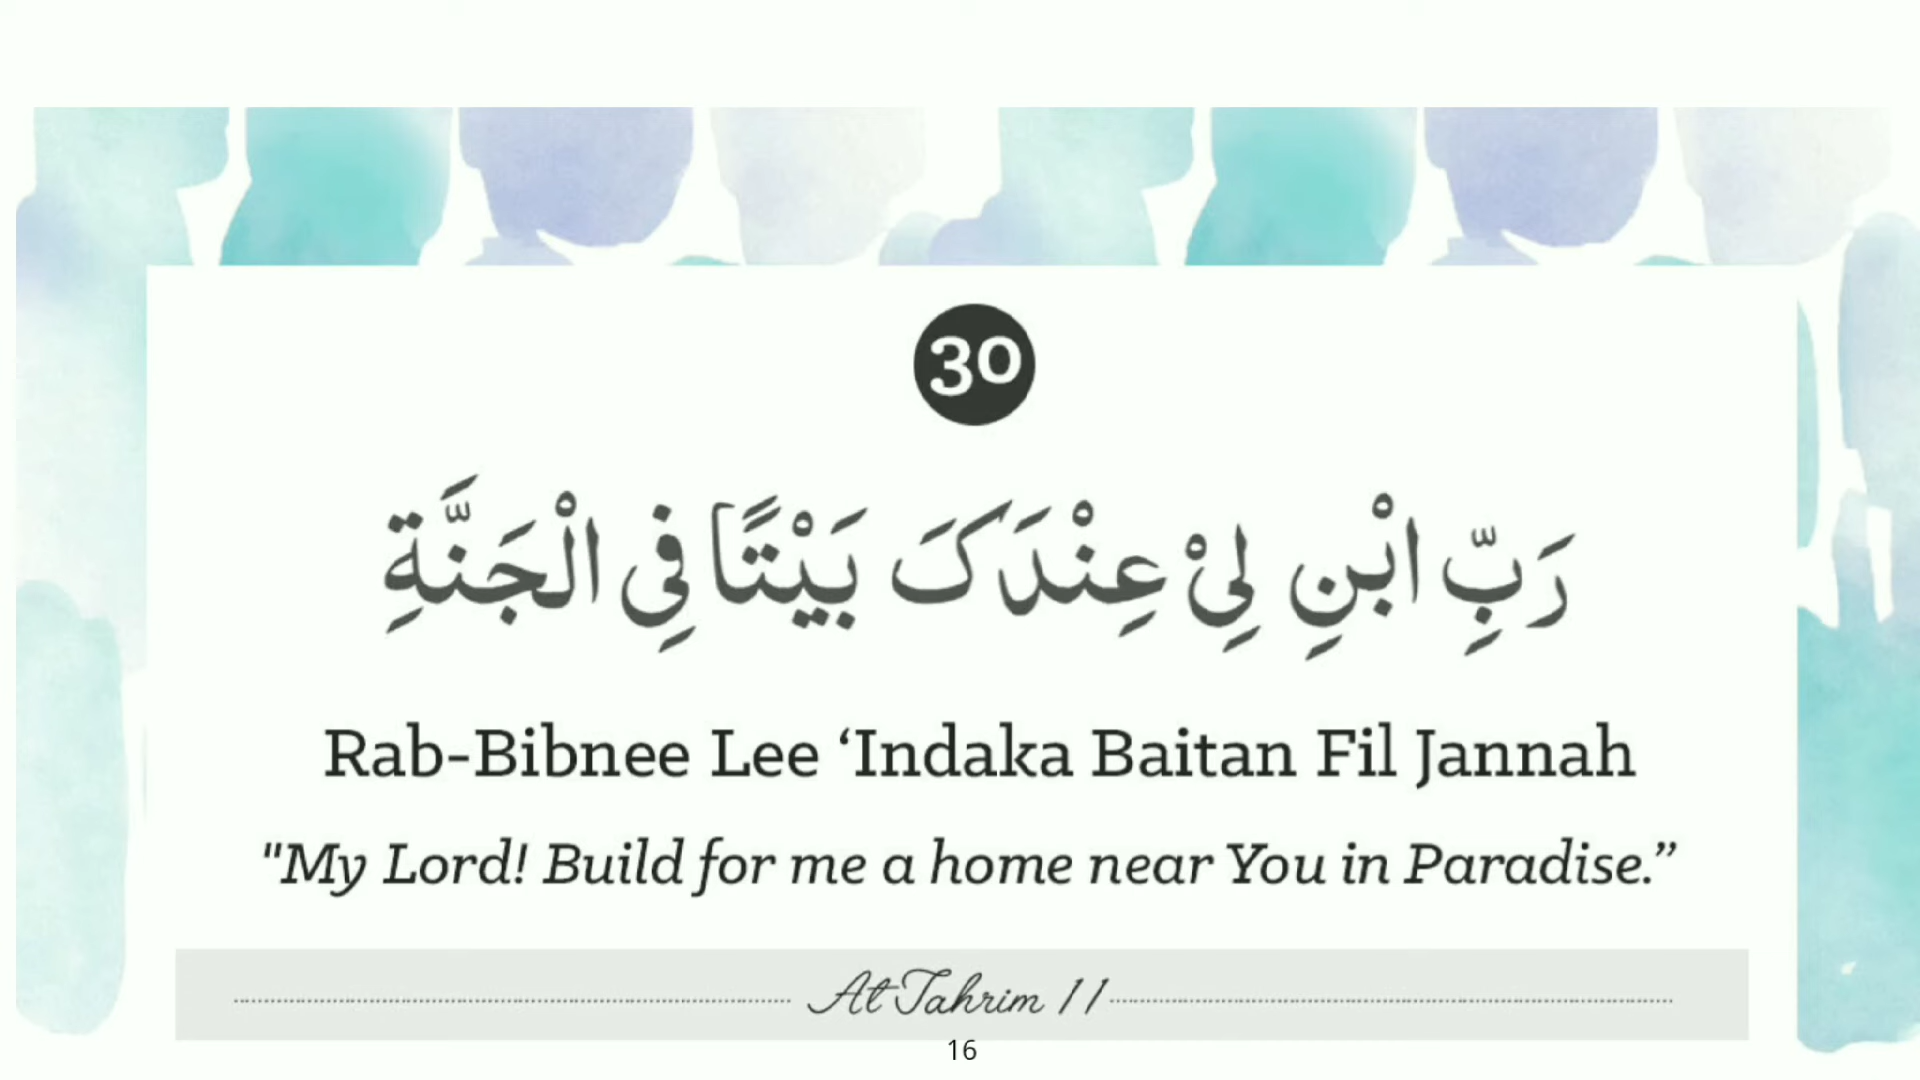 30
رَبِّ ابْنِ لِيْ عِنْدَكَ بَيْتًا فِى الْجَنَّةِ
Rab-Bibnee Lee ‘Indaka Baitan Fil Jannah
"My Lord! Build for me a home near You in Paradise.”
At Tahrim 11
16